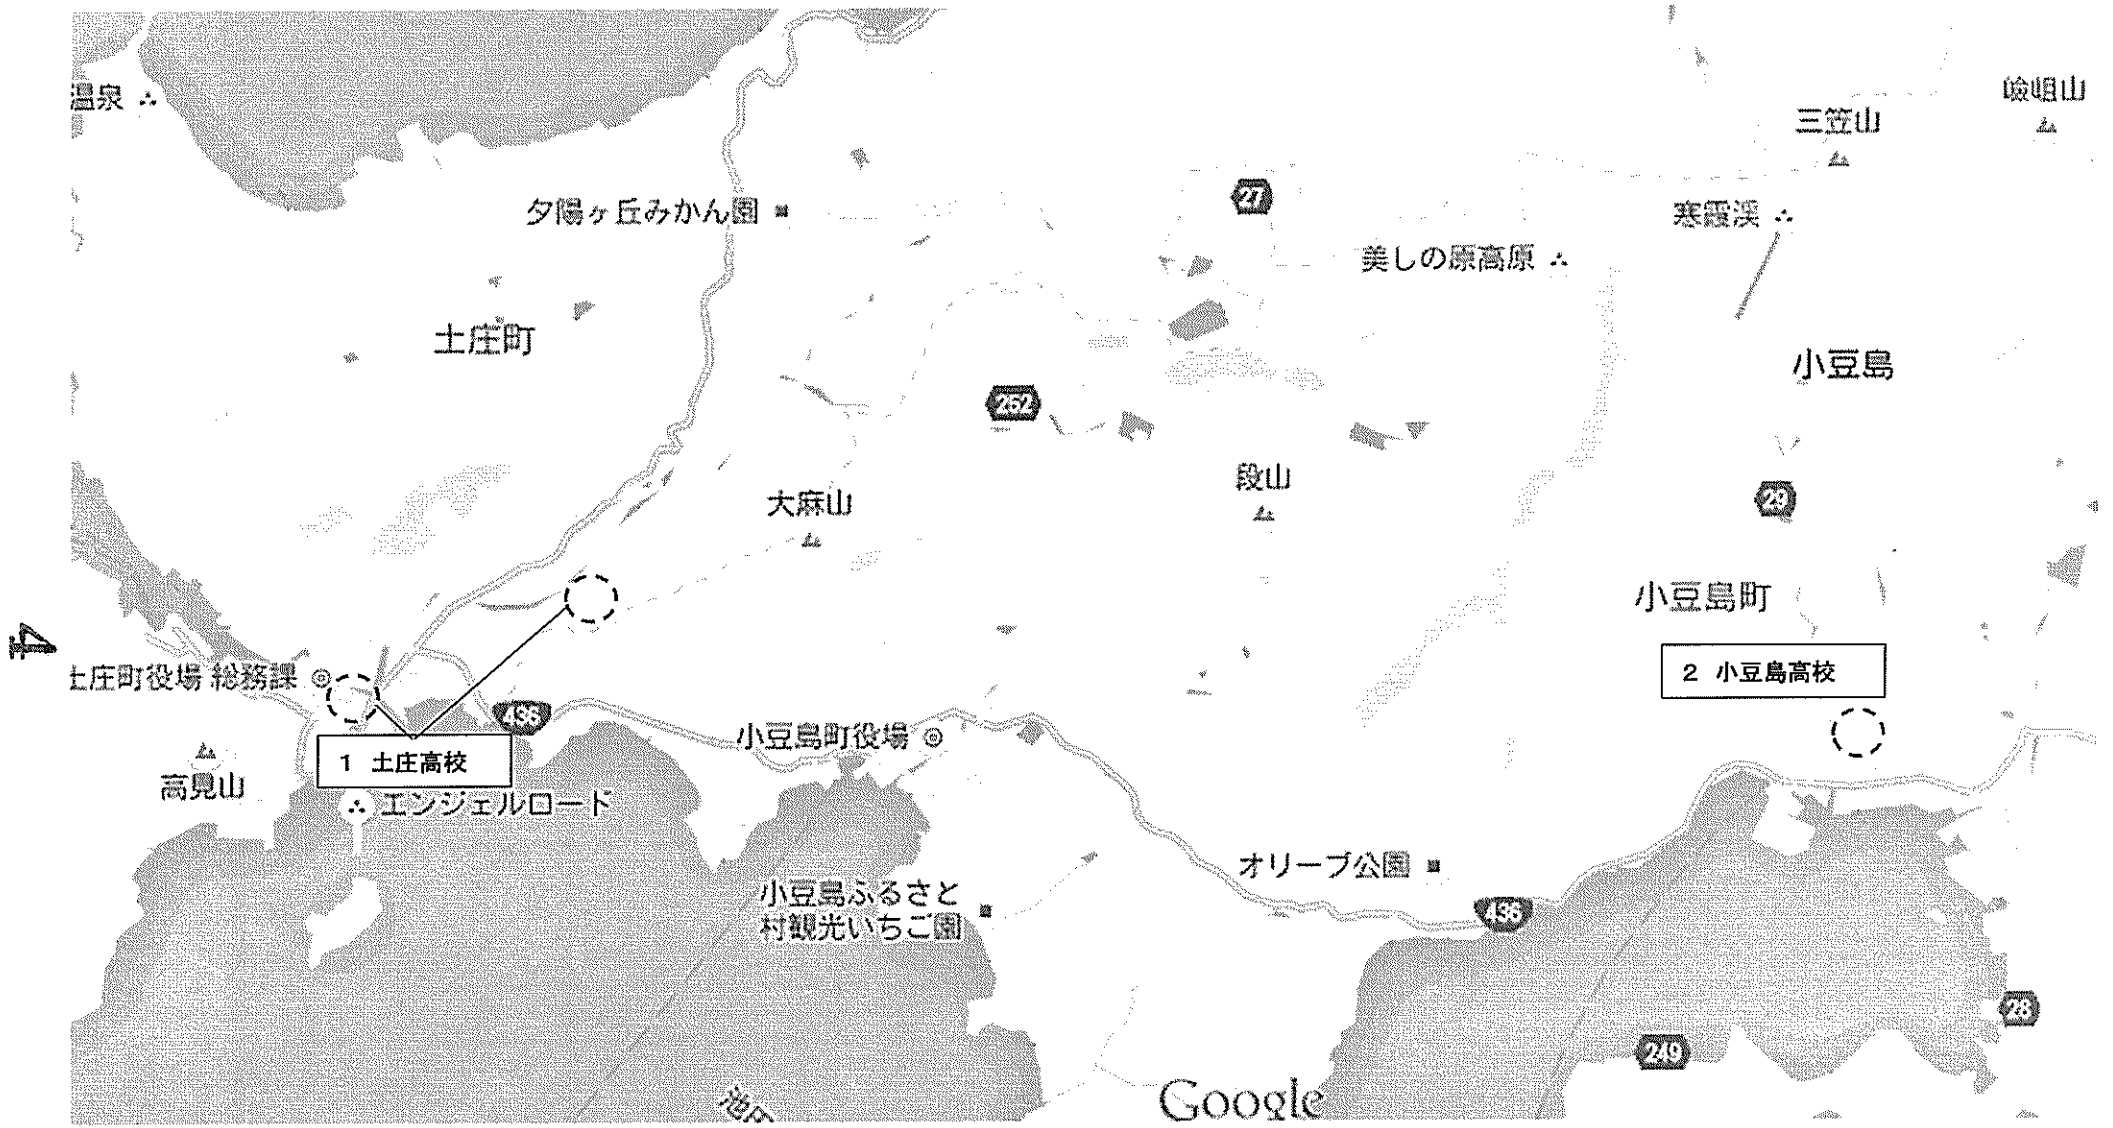 温泉
嶮岨山
三笠山
27
夕陽ヶ丘みかん園
寒霞渓
美しの原高原
土庄町
小豆島
252
段山
29
大麻山
小豆島町
2 小豆島高校
土庄町役場 総務課
436
小豆島町役場
1 土庄高校
高見山
エンジェルロード
オリーブ公園
小豆島ふるさと
村観光いちご園
436
28
249
Google